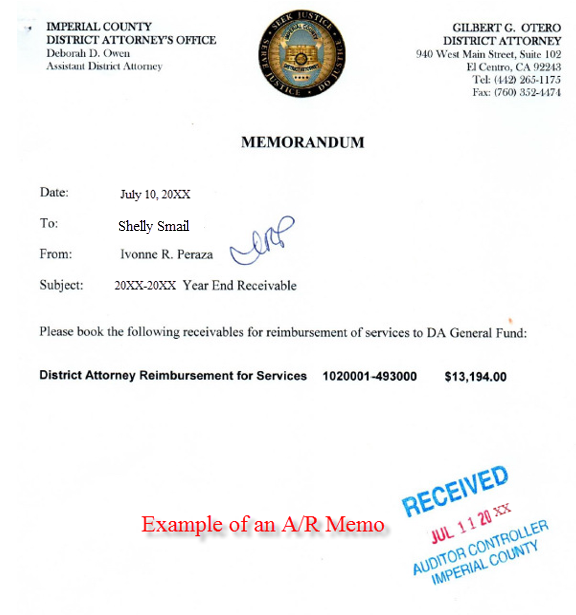 IMPERIAL COUNTY
DISTRICT ATTORNEY'S OFFICE
Deborah D. Owen
Assistant District Attorney
SEEK JUSTICE
SERVE JUSTICE
DO JUSTICE
IMPERIAL COUNTY
GILBERT G. OTERO
DISTRICT ATTORNEY
940 West Main Street, Suite 102
El Centro, CA 92243
Tel: (442) 265-1175
Fax: (760) 352-4474
MEMORANDUM
Date: July 10, 20XX
To: Shelly Smail
From: Ivonne R. Peraza
Subject: 20XX-20XX Year End Receivable
Please book the following receivables for reimbursement of services to DA General Fund:
District Attorney Reimbursement for Services 1020001-493000 $13,194.00
Example of an A/R Memo
RECEIVED
JUL 11 20 XX
AUDITOR CONTROLLER
IMPERIAL COUNTY